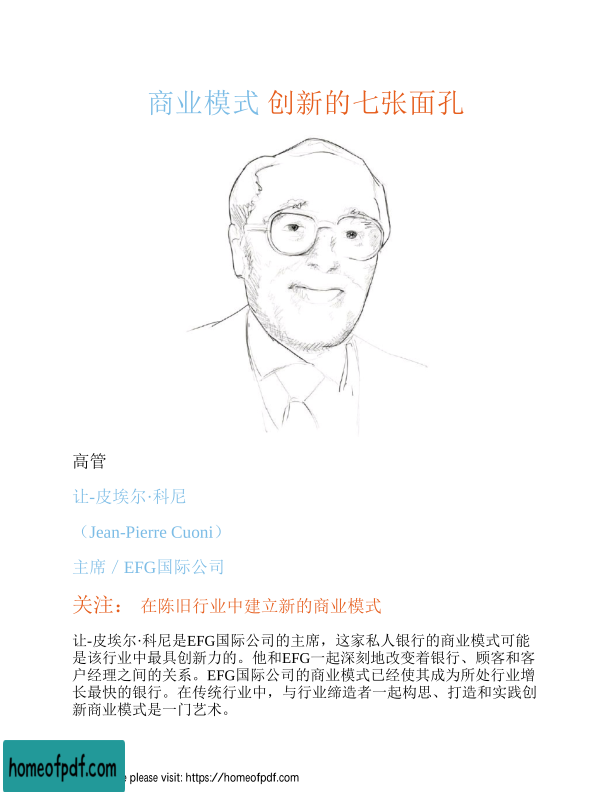 商业模式 创新的七张面孔
高管
让-皮埃尔·科尼
（Jean-Pierre Cuoni）
主席／EFG国际公司
关注： 在陈旧行业中建立新的商业模式
让-皮埃尔·科尼是EFG国际公司的主席，这家私人银行的商业模式可能
是该行业中最具创新力的。他和EFG一起深刻地改变着银行、顾客和客
户经理之间的关系。EFG国际公司的商业模式已经使其成为所处行业增
长最快的银行。在传统行业中，与行业缔造者一起构思、打造和实践创
新商业模式是一门艺术。
homeofpdf.com
please visit: https://homeofpdf.com